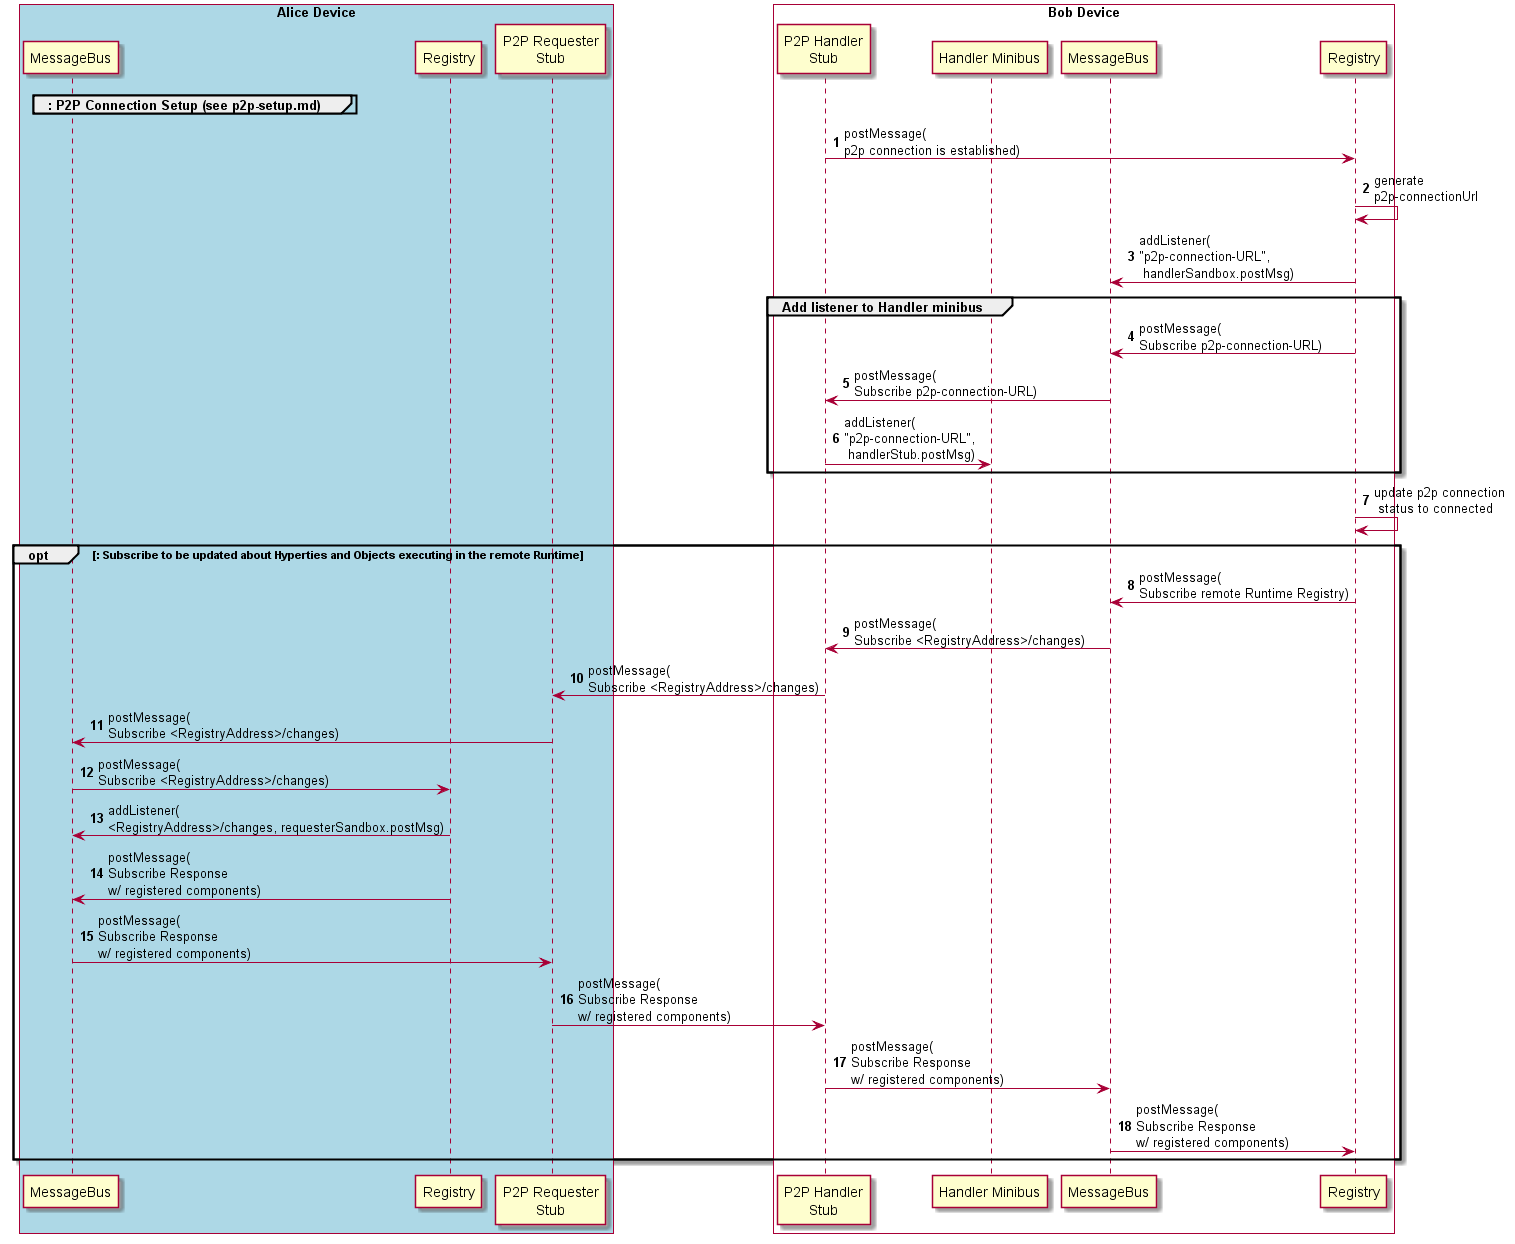 Alice Device
Bob Device
MessageBus
Registry
P2P Requester
Stub
P2P Handler
Stub
Handler Minibus
MessageBus
Registry
: P2P Connection Setup (see p2p-setup.md)
1 postMessage(
p2p connection is established)
2 generate
p2p-connectionUrl
3 addListener(
"p2p-connection-URL",
handlerSandbox.postMsg)
Add listener to Handler minibus
4 postMessage(
Subscribe p2p-connection-URL)
5 postMessage(
Subscribe p2p-connection-URL)
6 addListener(
"p2p-connection-URL",
handlerStub.postMsg)
7 update p2p connection
status to connected
opt [: Subscribe to be updated about Hyperties and Objects executing in the remote Runtime]
8 postMessage(
Subscribe remote Runtime Registry)
9 postMessage(
Subscribe <RegistryAddress>/changes)
10 postMessage(
Subscribe <RegistryAddress>/changes)
11 postMessage(
Subscribe <RegistryAddress>/changes)
12 postMessage(
Subscribe <RegistryAddress>/changes)
13 addListener(
<RegistryAddress>/changes, requesterSandbox.postMsg)
14 postMessage(
Subscribe Response
w/ registered components)
15 postMessage(
Subscribe Response
w/ registered components)
16 postMessage(
Subscribe Response
w/ registered components)
17 postMessage(
Subscribe Response
w/ registered components)
18 postMessage(
Subscribe Response
w/ registered components)
MessageBus
Registry
P2P Requester
Stub
P2P Handler
Stub
Handler Minibus
MessageBus
Registry